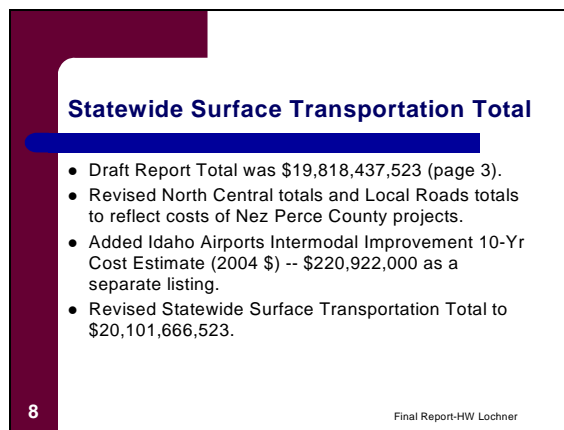 Statewide Surface Transportation Total
● Draft Report Total was $19,818,437,523 (page 3).
● Revised North Central totals and Local Roads totals
to reflect costs of Nez Perce County projects.
● Added Idaho Airports Intermodal Improvement 10-Yr
Cost Estimate (2004 $) -- $220,922,000 as a
separate listing.
● Revised Statewide Surface Transportation Total to
$20,101,666,523.
8
Final Report-HW Lochner